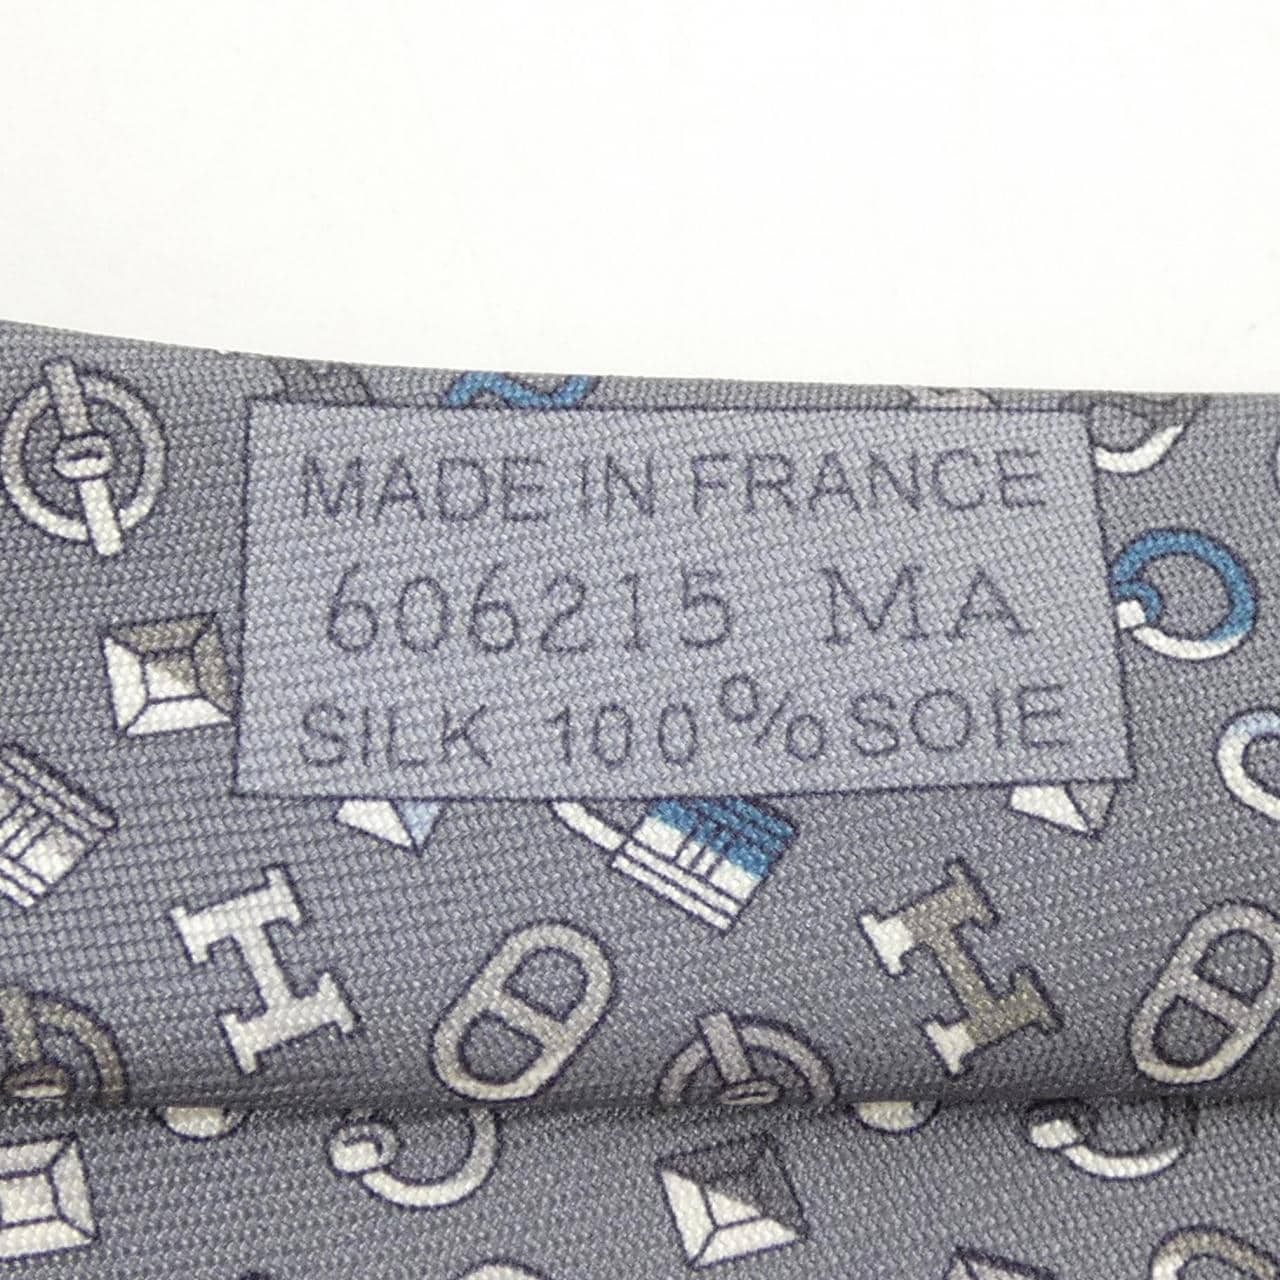 MADE IN FRANCE
606215 MA
SILK 100% SOIE